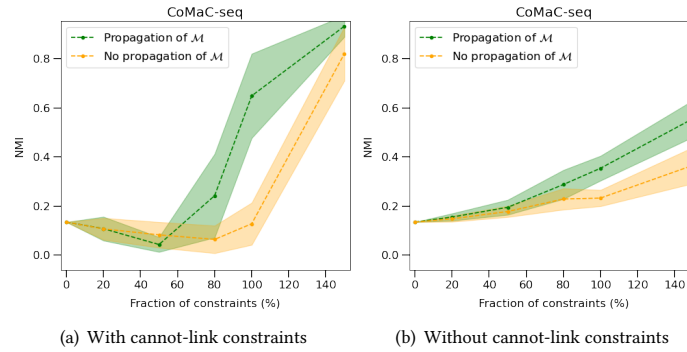 CoMaC-seq
Propagation of ℳ
No propagation of ℳ
NMI
0.8
0.6
0.4
0.2
0.0
0 20 40 60 80 100 120 140
Fraction of constraints (%)
(a) With cannot-link constraints
CoMaC-seq
Propagation of ℳ
No propagation of ℳ
NMI
0.8
0.6
0.4
0.2
0.0
0 20 40 60 80 100 120 140
Fraction of constraints (%)
(b) Without cannot-link constraints